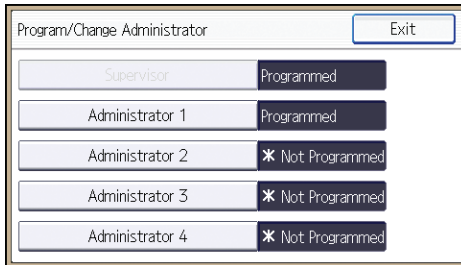 Program/Change Administrator Exit
Supervisor Programmed
Administrator 1 Programmed
Administrator 2 * Not Programmed
Administrator 3 * Not Programmed
Administrator 4 * Not Programmed